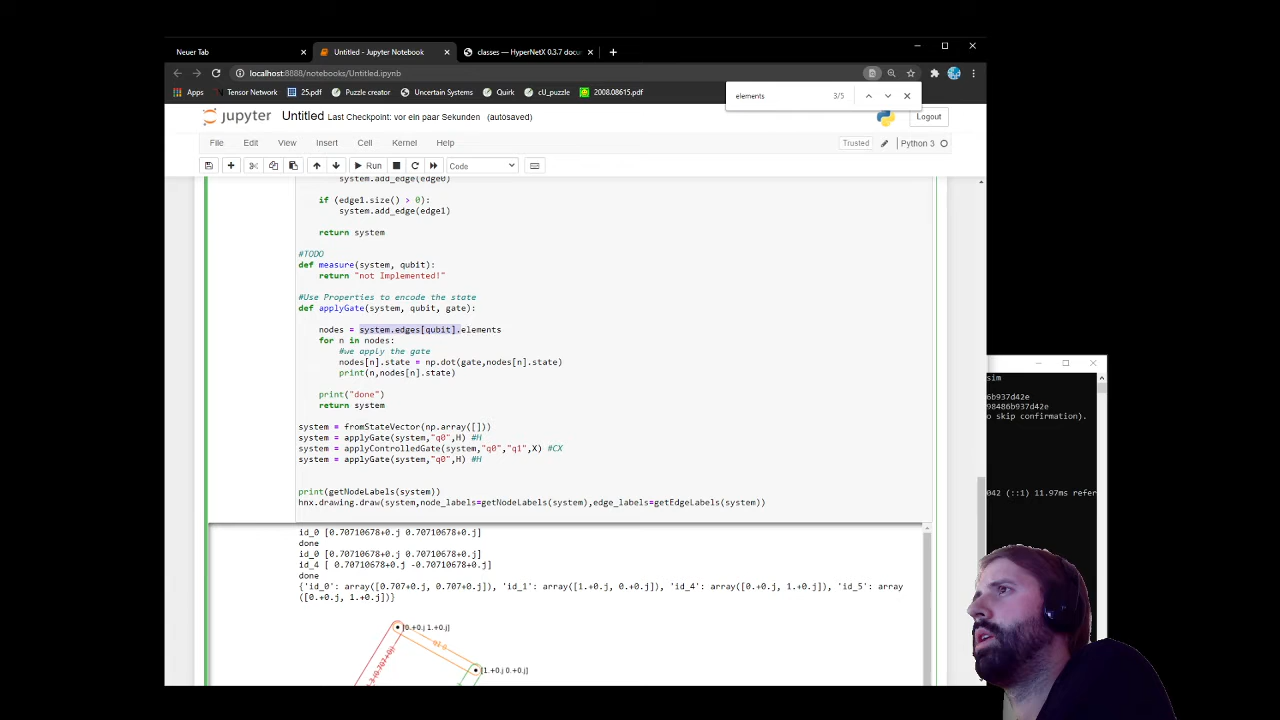 Neuer Tab
Untitled - Jupyter Notebook
classes — HyperNetX 0.3.7 docu
localhost:8888/notebooks/Untitled.ipynb
Apps
Tensor Network
25.pdf
Puzzle creator
Uncertain Systems
Quirk
cU_puzzle
2008.08615.pdf
elements
3/5
jupyter
Untitled
Last Checkpoint: vor ein paar Sekunden
(autosaved)
Logout
File
Edit
View
Insert
Cell
Kernel
Help
Trusted
Python 3
Run
Code
system.add_edge(edge0)
if (edge1.size() > 0):
system.add_edge(edge1)
return system
#TODO
def measure(system, qubit):
return "not Implemented!"
#Use Properties to encode the state
def applyGate(system, qubit, gate):
nodes = system.edges[qubit].elements
for n in nodes:
#we apply the gate
nodes[n].state = np.dot(gate,nodes[n].state)
print(n,nodes[n].state)
print("done")
return system
system = fromStateVector(np.array([]))
system = applyGate(system,"q0",H) #H
system = applyControlledGate(system,"q0","q1",X) #CX
system = applyGate(system,"q0",H) #H
print(getNodeLabels(system))
hnx.drawing.draw(system,node_labels=getNodeLabels(system),edge_labels=getEdgeLabels(system))
id_0 [0.70710678+0.j 0.70710678+0.j]
done
id_0 [0.70710678+0.j 0.70710678+0.j]
id_4 [ 0.70710678+0.j -0.70710678+0.j]
done
{'id_0': array([0.707+0.j, 0.707+0.j]), 'id_1': array([1.+0.j, 0.+0.j]), 'id_4': array([0.+0.j, 1.+0.j]), 'id_5': array
([0.+0.j, 1.+0.j])}
[0.+0.j 1.+0.j]
[1.+0.j 0.+0.j]
sim
6b937d42e
98486b937d42e
o skip confirmation).
042 (::1) 11.97ms refer